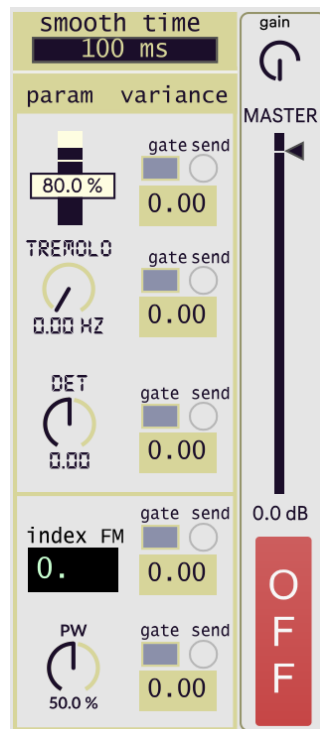 smooth time
100 ms
param variance
gate send
80.0 %
0.00
TREMOLO
gate send
0.00 HZ
0.00
DET
gate send
0.00
0.00
index FM
gate send
0.
0.00
PW
gate send
50.0 %
0.00
gain
MASTER
0.0 dB
O
F
F